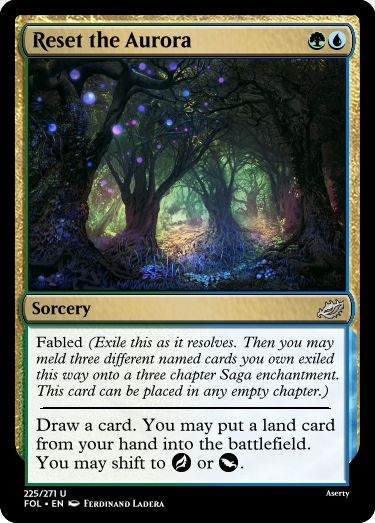 Reset the Aurora
Sorcery
Fabled (Exile this as it resolves. Then you may
meld three different named cards you own exiled
this way onto a three chapter Saga enchantment.
This card can be placed in any empty chapter.)
Draw a card. You may put a land card
from your hand into the battlefield.
You may shift to or .
225/271 U
FOL • EN Ferdinand Ladera
Aserty